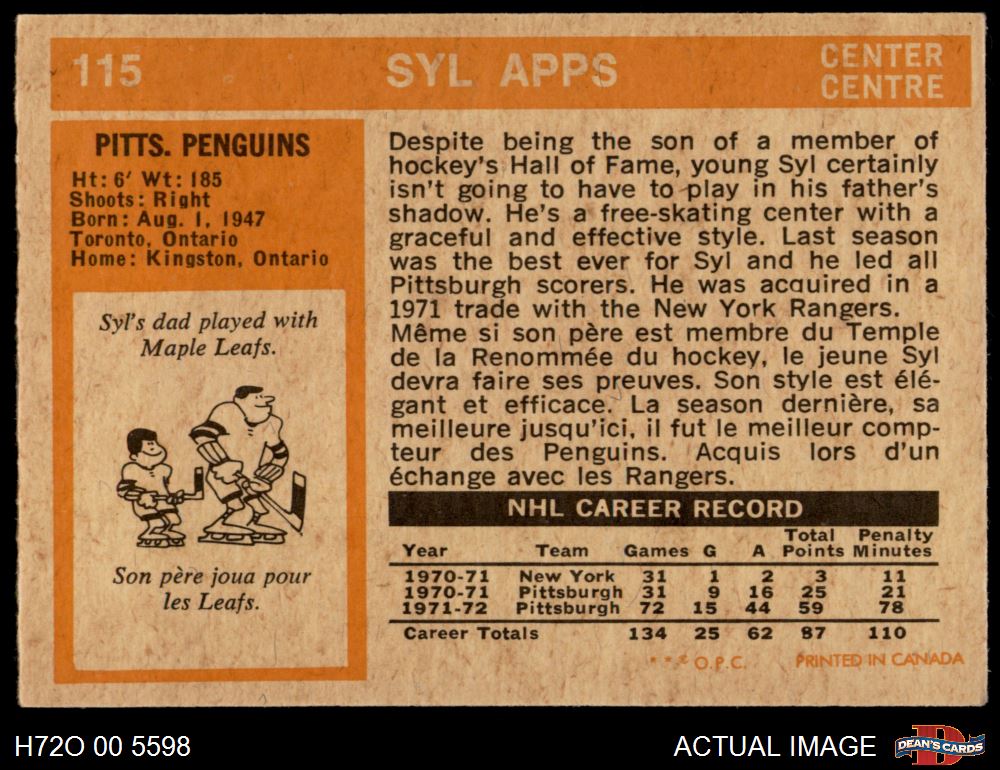 115 SYL APPS CENTER
CENTRE
PITTS. PENGUINS
Ht: 6' Wt: 185
Shoots: Right
Born: Aug. 1, 1947
Toronto, Ontario
Home: Kingston, Ontario
Syl's dad played with
Maple Leafs.
Son père joua pour
les Leafs.
Despite being the son of a member of
hockey's Hall of Fame, young Syl certainly
isn't going to have to play in his father's
shadow. He's a free-skating center with a
graceful and effective style. Last season
was the best ever for Syl and he led all
Pittsburgh scorers. He was acquired in a
1971 trade with the New York Rangers.
Même si son père est membre du Temple
de la Renommée du hockey, le jeune Syl
devra faire ses preuves. Son style est élé-
gant et efficace. La season dernière, sa
meilleure jusqu'ici, il fut le meilleur comp-
teur des Penguins. Acquis lors d'un
échange avec les Rangers.
NHL CAREER RECORD
Year Team Games G A Total Points Penalty Minutes
1970-71 New York 31 1 2 3 11
1970-71 Pittsburgh 31 9 16 25 21
1971-72 Pittsburgh 72 15 44 59 78
Career Totals 134 25 62 87 110
* * * O.P.C. PRINTED IN CANADA
H72O 00 5598 ACTUAL IMAGE D DEAN'S CARDS